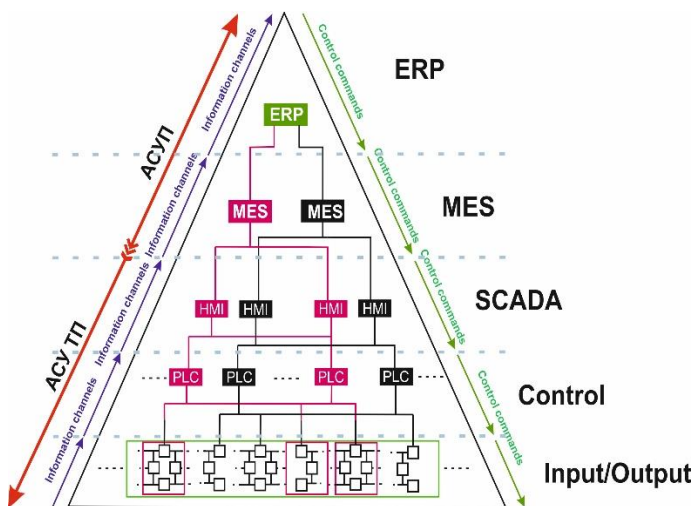 ERP
ERP
MES
MES
MES
HMI
HMI
HMI
HMI
SCADA
PLC
PLC
PLC
PLC
Control
Input/Output
АСУП
АСУ ТП
Information channels
Information channels
Information channels
Information channels
Information channels
Control commands
Control commands
Control commands
Control commands